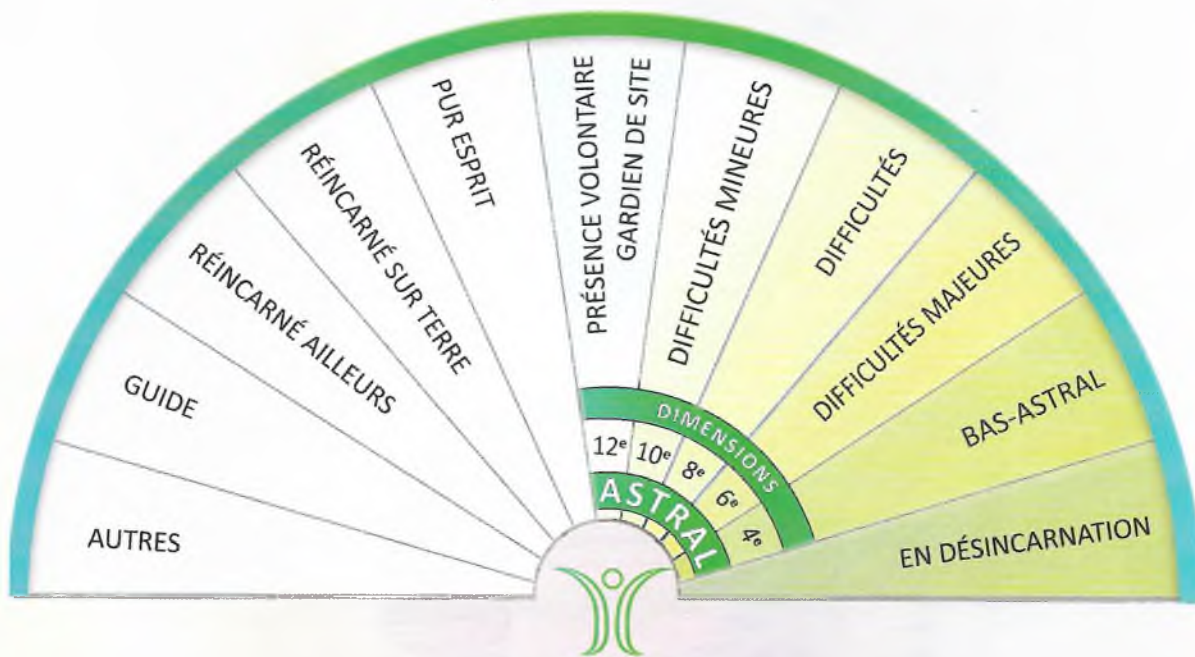 AUTRES
GUIDE
RÉINCARNÉ AILLEURS
RÉINCARNÉ SUR TERRE
PUR ESPRIT
PRÉSENCE VOLONTAIRE
GARDIEN DE SITE
DIFFICULTÉS MINEURES
DIFFICULTÉS
DIFFICULTÉS MAJEURES
BAS-ASTRAL
EN DÉSINCARNATION
DIMENSIONS
12e
10e
8e
6e
4e
ASTRAL